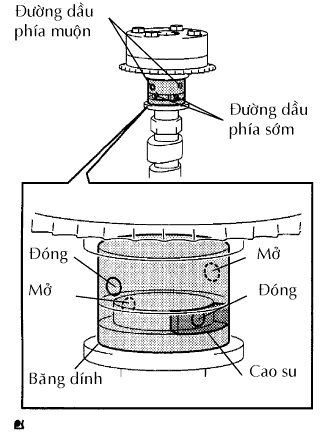 Đường dầu
phía muộn
Đường dầu
phía sớm
Đóng
Mở
Mở
Đóng
Băng dính
Cao su